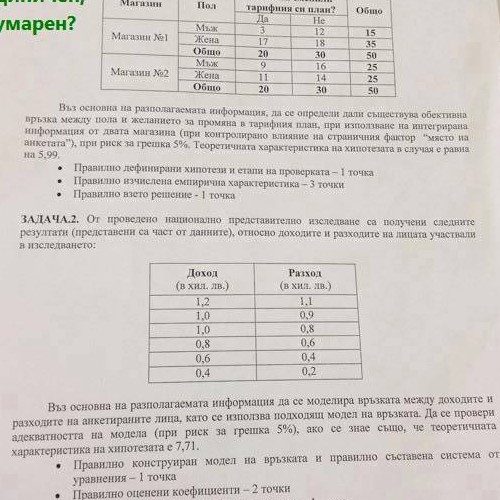 единичен,
умарен?
Магазин Пол тарифния си план? Общо
Да Не
Магазин №1 Мъж 3 12 15
Жена 17 18 35
Общо 20 30 50
Магазин №2 Мъж 9 16 25
Жена 11 14 25
Общо 20 30 50
Въз основна на разполагаемата информация, да се определи дали съществува обективна
връзка между пола и желанието за промяна в тарифния план, при използване на интегрирана
информация от двата магазина (при контролирано влияние на страничния фактор “място на
анкетата”), при риск за грешка 5%. Теоретичната характеристика на хипотезата в случая е равна
на 5,99.
• Правилно дефинирани хипотези и етапи на проверката – 1 точка
• Правилно изчислена емпирична характеристика – 3 точки
• Правилно взето решение - 1 точка
ЗАДАЧА.2. От проведено национално представително изследване са получени следните
резултати (представени са част от данните), относно доходите и разходите на лицата участвали
в изследването:
Доход Разход
(в хил. лв.) (в хил. лв.)
1,2 1,1
1,0 0,9
1,0 0,8
0,8 0,6
0,6 0,4
0,4 0,2
Въз основна на разполагаемата информация да се моделира връзката между доходите и
разходите на анкетираните лица, като се използва подходящ модел на връзката. Да се провери
адекватността на модела (при риск за грешка 5%), ако се знае също, че теоретичната
характеристика на хипотезата е 7,71.
• Правилно конструиран модел на връзката и правилно съставена система от
уравнения – 1 точка
• Правилно оценени коефициенти – 2 точки